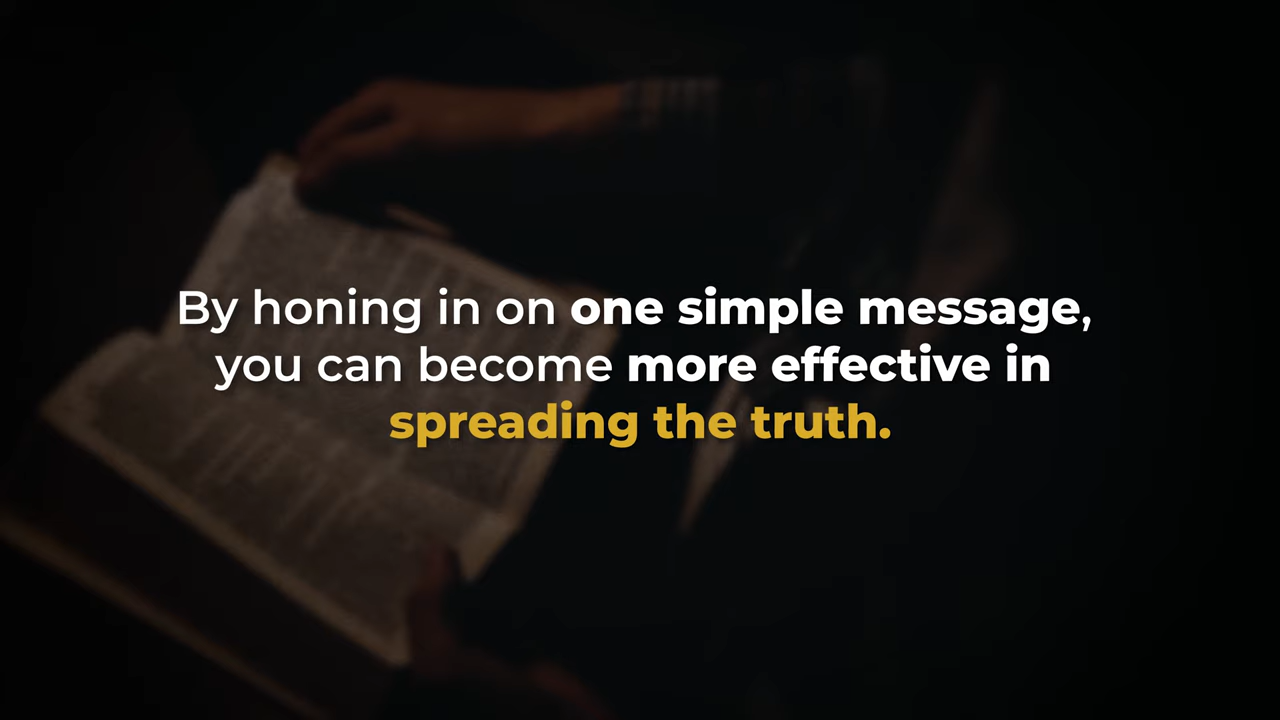 By honing in on one simple message,
you can become more effective in
spreading the truth.